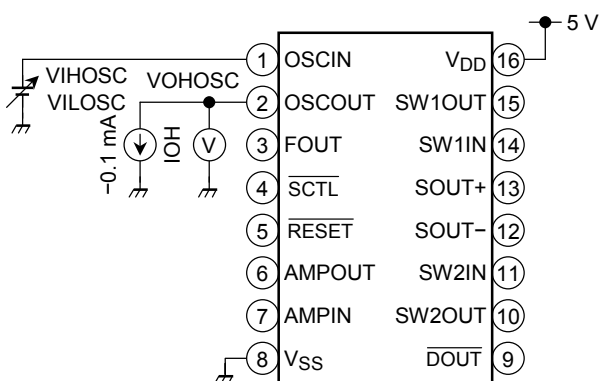 5 V
1 OSCIN VDD 16
VIHOSC
VOHOSC
VILOSC
2 OSCOUT SW1OUT 15
−0.1 mA
IOH
V
3 FOUT SW1IN 14
4 SCTL SOUT+ 13
5 RESET SOUT− 12
6 AMPOUT SW2IN 11
7 AMPIN SW2OUT 10
8 VSS DOUT 9